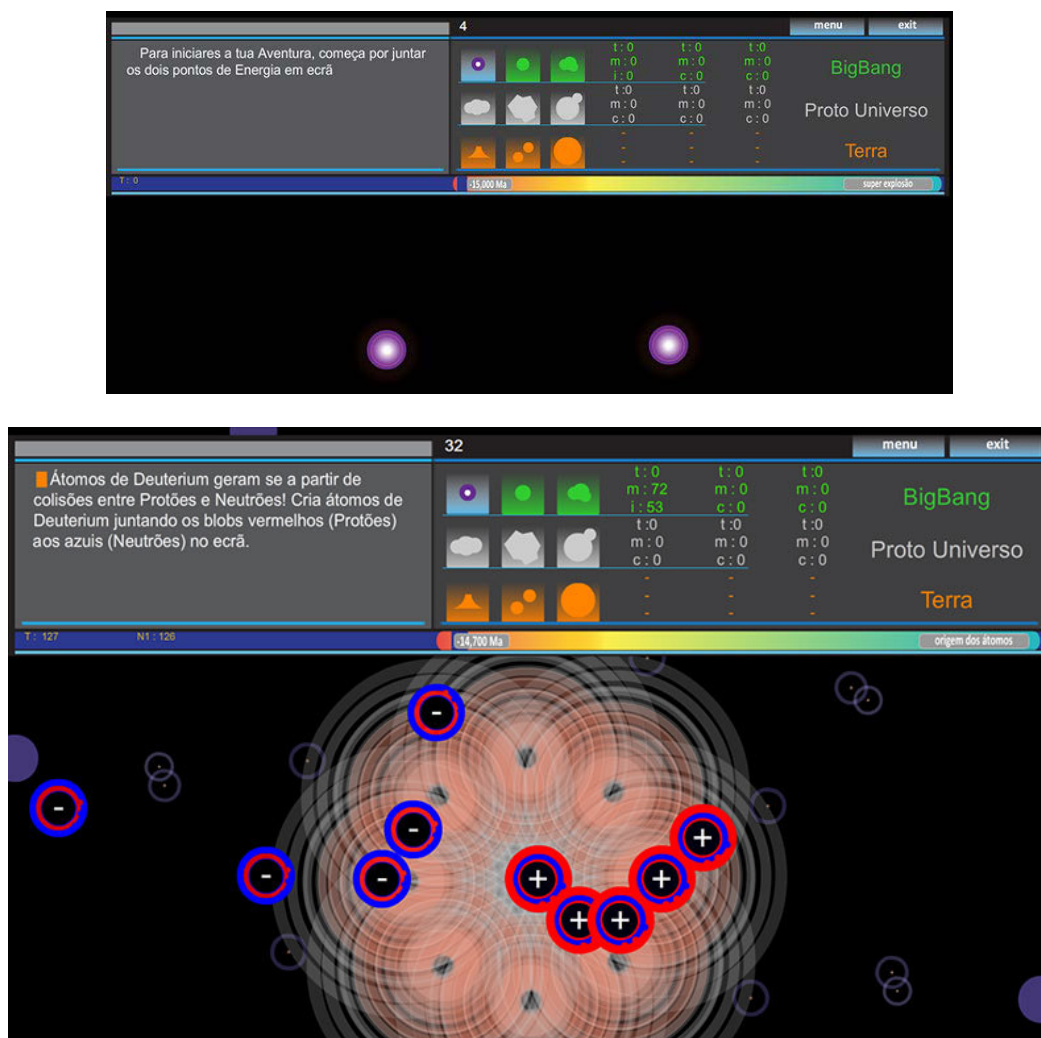 4
menu exit
Para iniciares a tua Aventura, começa por juntar
os dois pontos de Energia em ecrã
t : 0 t : 0 t :0
m : 0 m : 0 m : 0
i : 0 c : 0 c : 0
BigBang
t :0 t :0 t :0
m : 0 m : 0 m : 0
c : 0 c : 0 c : 0
Proto Universo
- - -
- - -
- - -
Terra
T : 0
-15,000 Ma
super explosão
32
menu exit
Átomos de Deuterium geram se a partir de
colisões entre Protões e Neutrões! Cria átomos de
Deuterium juntando os blobs vermelhos (Protões)
aos azuis (Neutrões) no ecrã.
t : 0 t : 0 t :0
m : 72 m : 0 m : 0
i : 53 c : 0 c : 0
BigBang
t :0 t :0 t :0
m : 0 m : 0 m : 0
c : 0 c : 0 c : 0
Proto Universo
- - -
- - -
- - -
Terra
T : 127 N1 : 126
-14,700 Ma
origem dos átomos
-
-
-
-
-
+
+
+
+
+